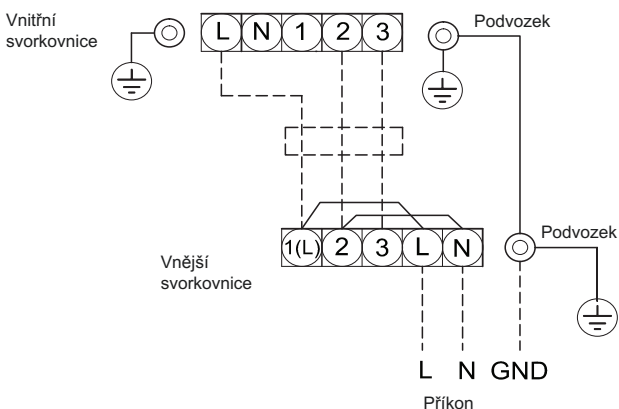 Vnitřní
svorkovnice
L N 1 2 3
Podvozek
Vnější
svorkovnice
1(L) 2 3 L N
Podvozek
L N GND
Příkon